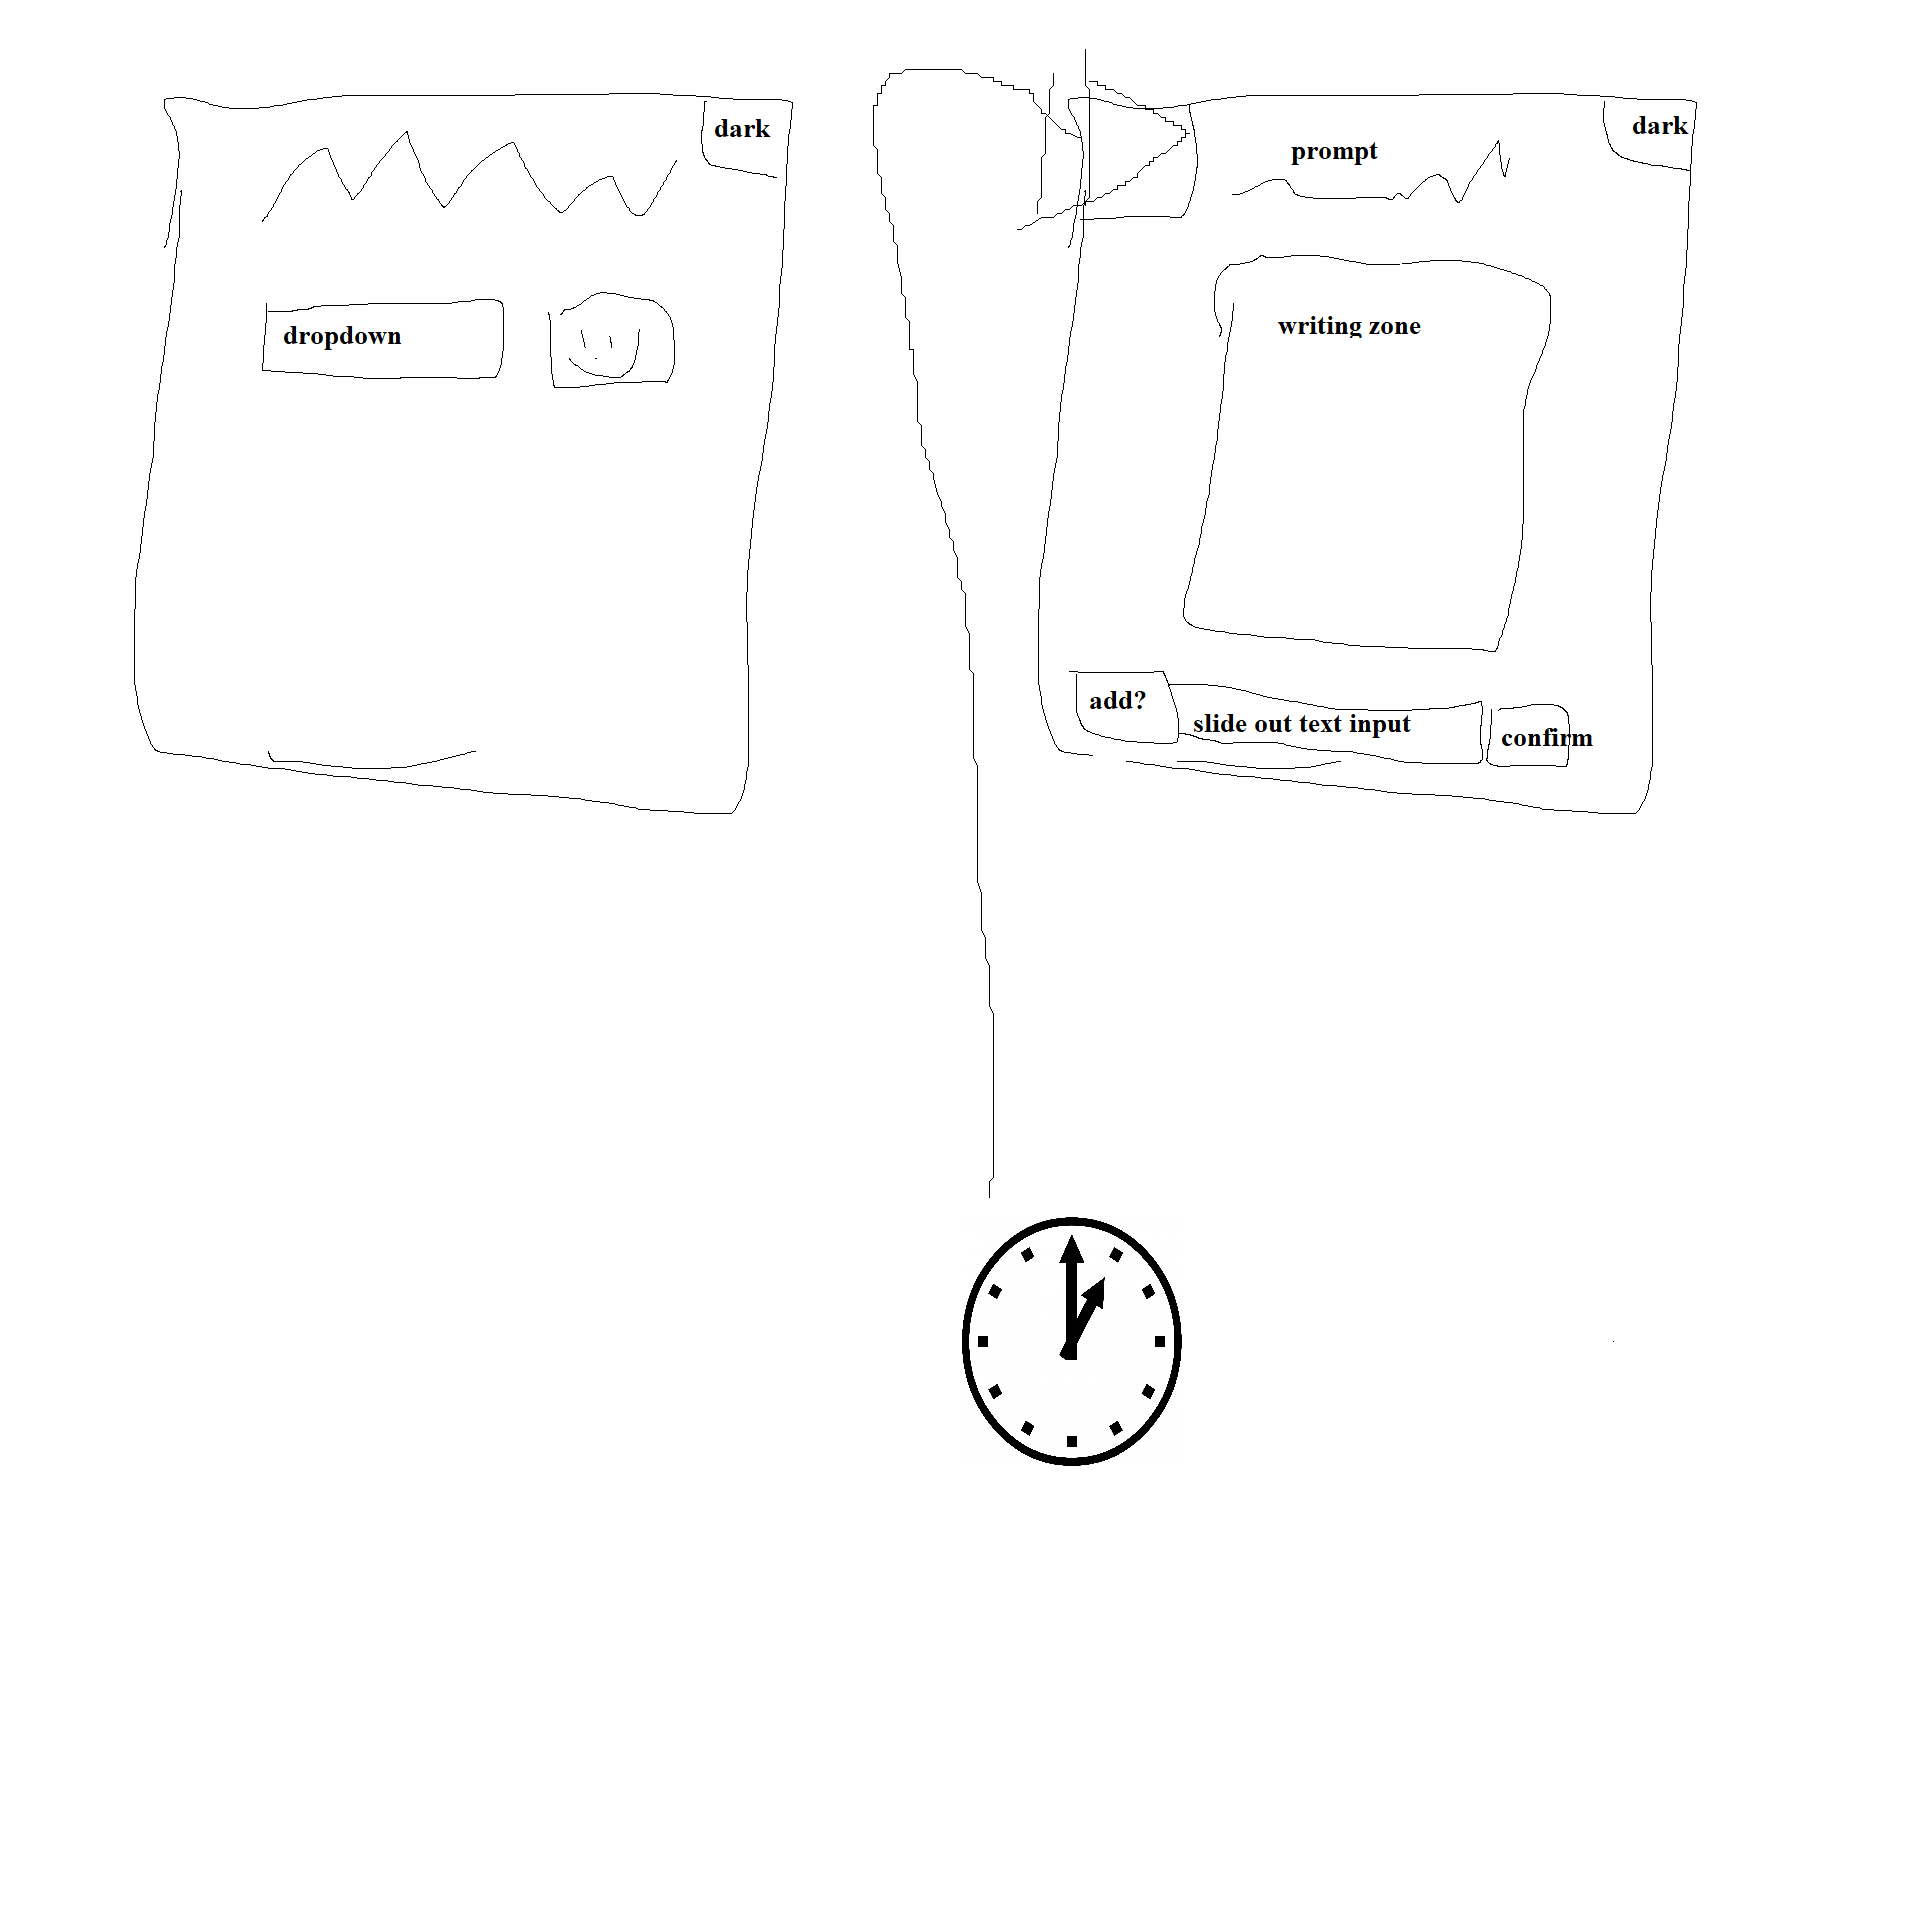 dark
dropdown
dark
prompt
writing zone
add?
slide out text input
confirm